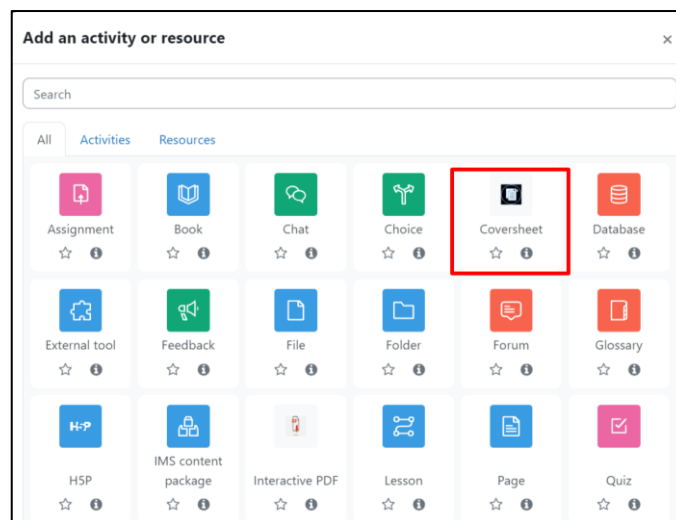 Add an activity or resource
×
Search
All Activities Resources
Assignment Book Chat Choice Coversheet Database
External tool Feedback File Folder Forum Glossary
H5P
H5P IMS content package Interactive PDF Lesson Page Quiz